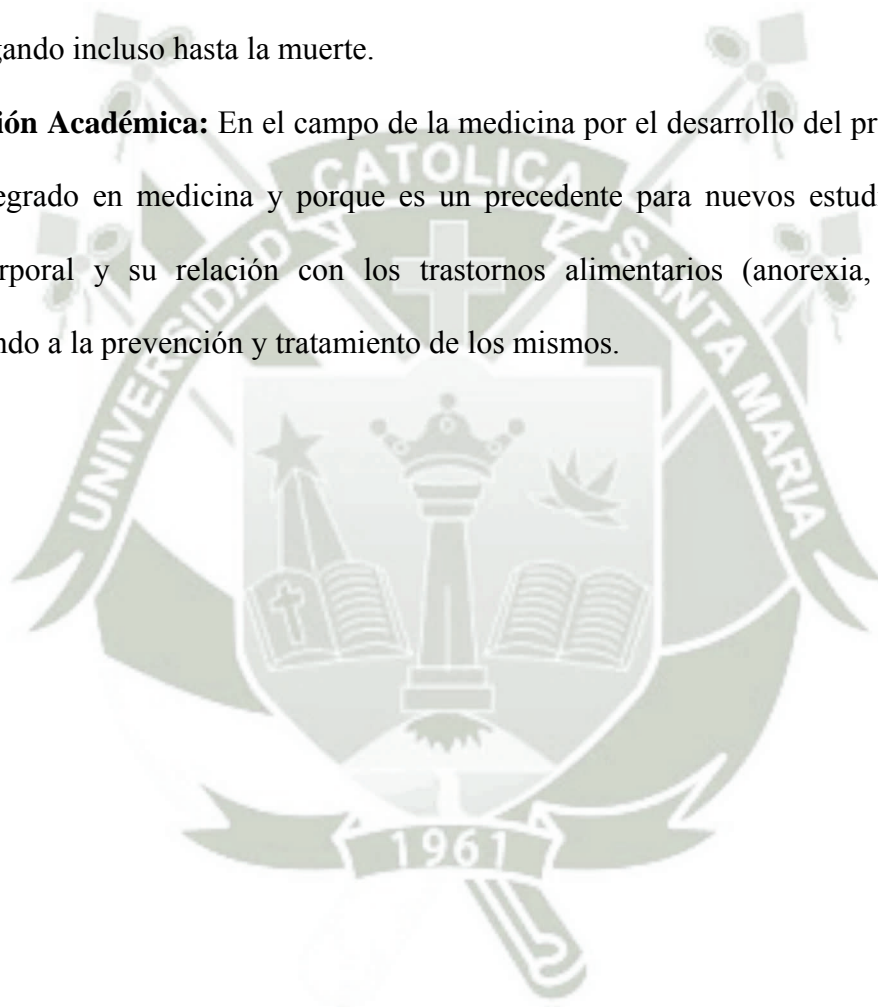 gando incluso hasta la muerte.
ión Académica: En el campo de la medicina por el desarrollo del pr
egrado en medicina y porque es un precedente para nuevos estud
rporal y su relación con los trastornos alimentarios (anorexia,
ndo a la prevención y tratamiento de los mismos.
UNIVERSIDAD CATOLICA SANTA MARIA
1961